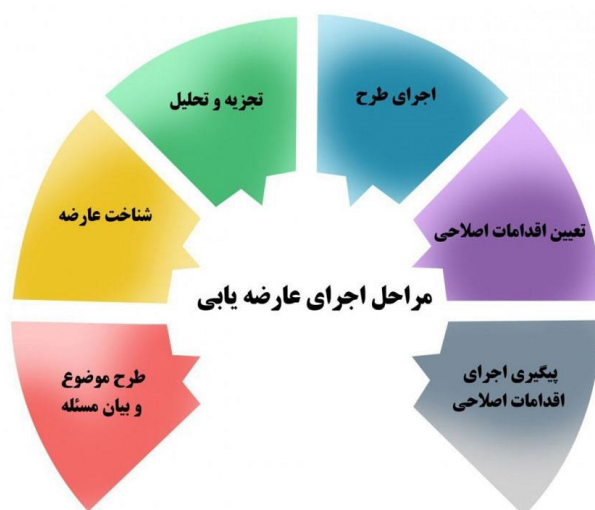 مراحل اجرای عارضه یابی
طرح موضوع
و بیان مسئله
شناخت عارضه
تجزیه و تحلیل
اجرای طرح
تعیین اقدامات اصلاحی
پیگیری اجرای
اقدامات اصلاحی